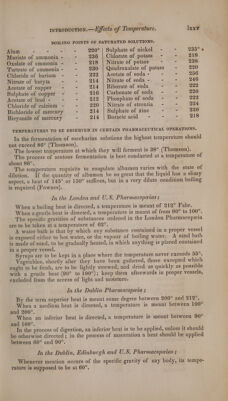 INTRODUCTION.—Effects of Temperature. lxxv
BOILING POINTS OF SATURATED SOLUTIONS.
Alum - - - 220°
Muriate of ammonia - - 236
Oxalate of ammonia - - 218
Tartrate of ammonia - - 230
Chloride of barium - - 222
Nitrate of baryta - - 214
Acetate of copper - - 214
Sulphate of copper - - 216
Acetate of lead - - 212
Chloride of calcium - - 220
Bichloride of mercury - - 214
Bicyanide of mercury - - 214
Sulphate of nickel - - 235°
Chlorate of potass - - 218
Nitrate of potass - - 238
Quadroxalate of potass - - 220
Acetate of soda - - 256
Nitrate of soda - - 246
Biborate of soda - - 222
Carbonate of soda - - 220
Phosphate of soda - - 222
Nitrate of strontia - - 224
Sulphate of zinc - - 220
Boracic acid - - 218
TEMPERATURES TO BE OBSERVED IN CERTAIN PHARMACEUTICAL OPERATIONS.
In the fermentation of saccharine solutions the highest temperature should
not exceed 86° (Thomson).
The lowest temperature at which they will ferment is 38° (Thomson).
The process of acetous fermentation is best conducted at a temperature of
about 86°.
The temperature requisite to coagulate albumen varies with the state of
dilution. If the quantity of albumen be so great that the liquid has a slimy
aspect, a heat of 145° or 150° suffices, but in a very dilute condition boiling
is required (Fownes).
In the London and U.S. Pharmacopœias;
When a boiling heat is directed, a temperature is meant of 212° Fahr.
When a gentle heat is directed, a temperature is meant of from 90° to 100°.
The specific gravities of substances ordered in the London Pharmacopœia
are to be taken at a temperature of 62°.
A water bath is that by which any substance contained in a proper vessel
is exposed either to hot water, or the vapour of boiling water. A sand bath
is made of sand, to be gradually heated, in which anything is placed contained
in a proper vessel.
Syrups are to be kept in a place where the temperature never exceeds 55°.
Vegetables, shortly after they have been gathered, those excepted which
ought to be fresh, are to be lightly strewed, and dried as quickly as possible
with a gentle heat (90° to 100°); keep them afterwards in proper vessels,
excluded from the access of light and moisture.
In the Dublin Pharmacopœia;
By the term superior heat is meant some degree between 200° and 212°.
When a medium heat is directed, a temperature is meant between 100°
and 200°.
When an inferior heat is directed, a temperature is meant between 90°
and 100°.
In the process of digestion, an inferior heat is to be applied, unless it should
be otherwise directed; in the process of maceration a heat should be applied
between 60° and 90°.
In the Dublin, Edinburgh and U.S. Pharmacopœias;
Whenever mention occurs of the specific gravity of any body, its tempe-
rature is supposed to be at 60°.